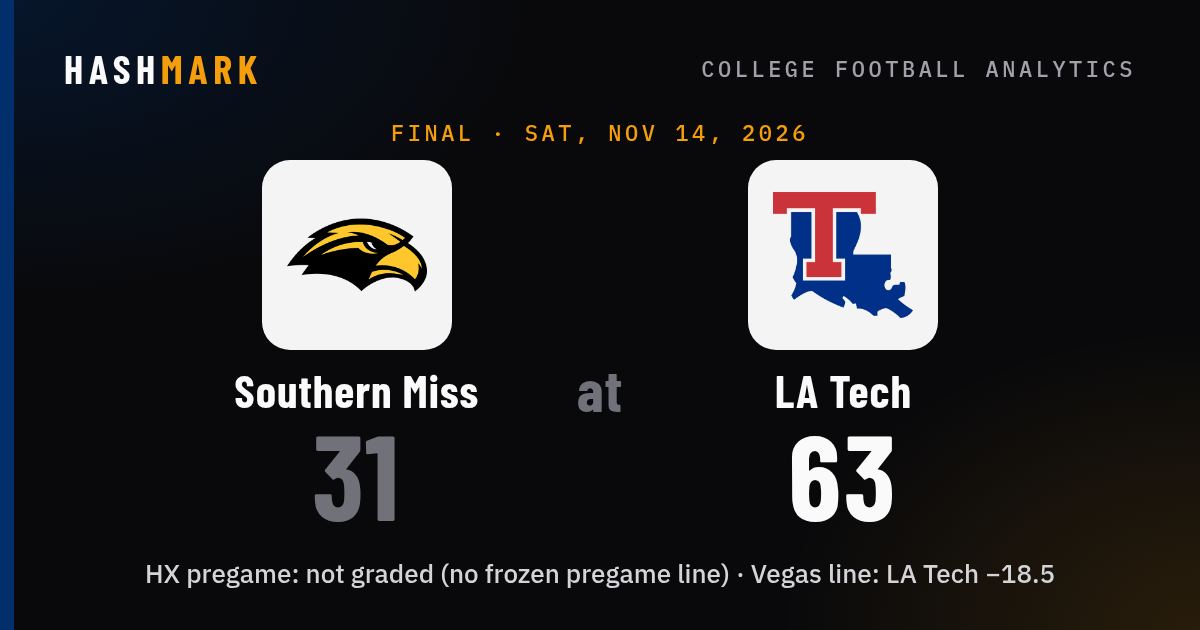 HASHMARK
COLLEGE FOOTBALL ANALYTICS
FINAL · SAT, NOV 14, 2026
T
Southern Miss
at
LA Tech
31
63
HX pregame: not graded (no frozen pregame line) · Vegas line: LA Tech −18.5